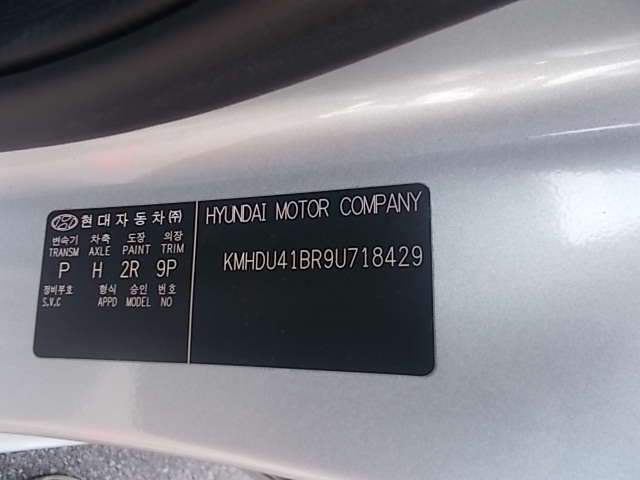 현대자동차㈜
변속기 차축 도장 의장
TRANSM AXLE PAINT TRIM
P H 2R 9P
정비부호 형식 승인 번호
S.V.C APPD MODEL NO
HYUNDAI MOTOR COMPANY
KMHDU41BR9U718429